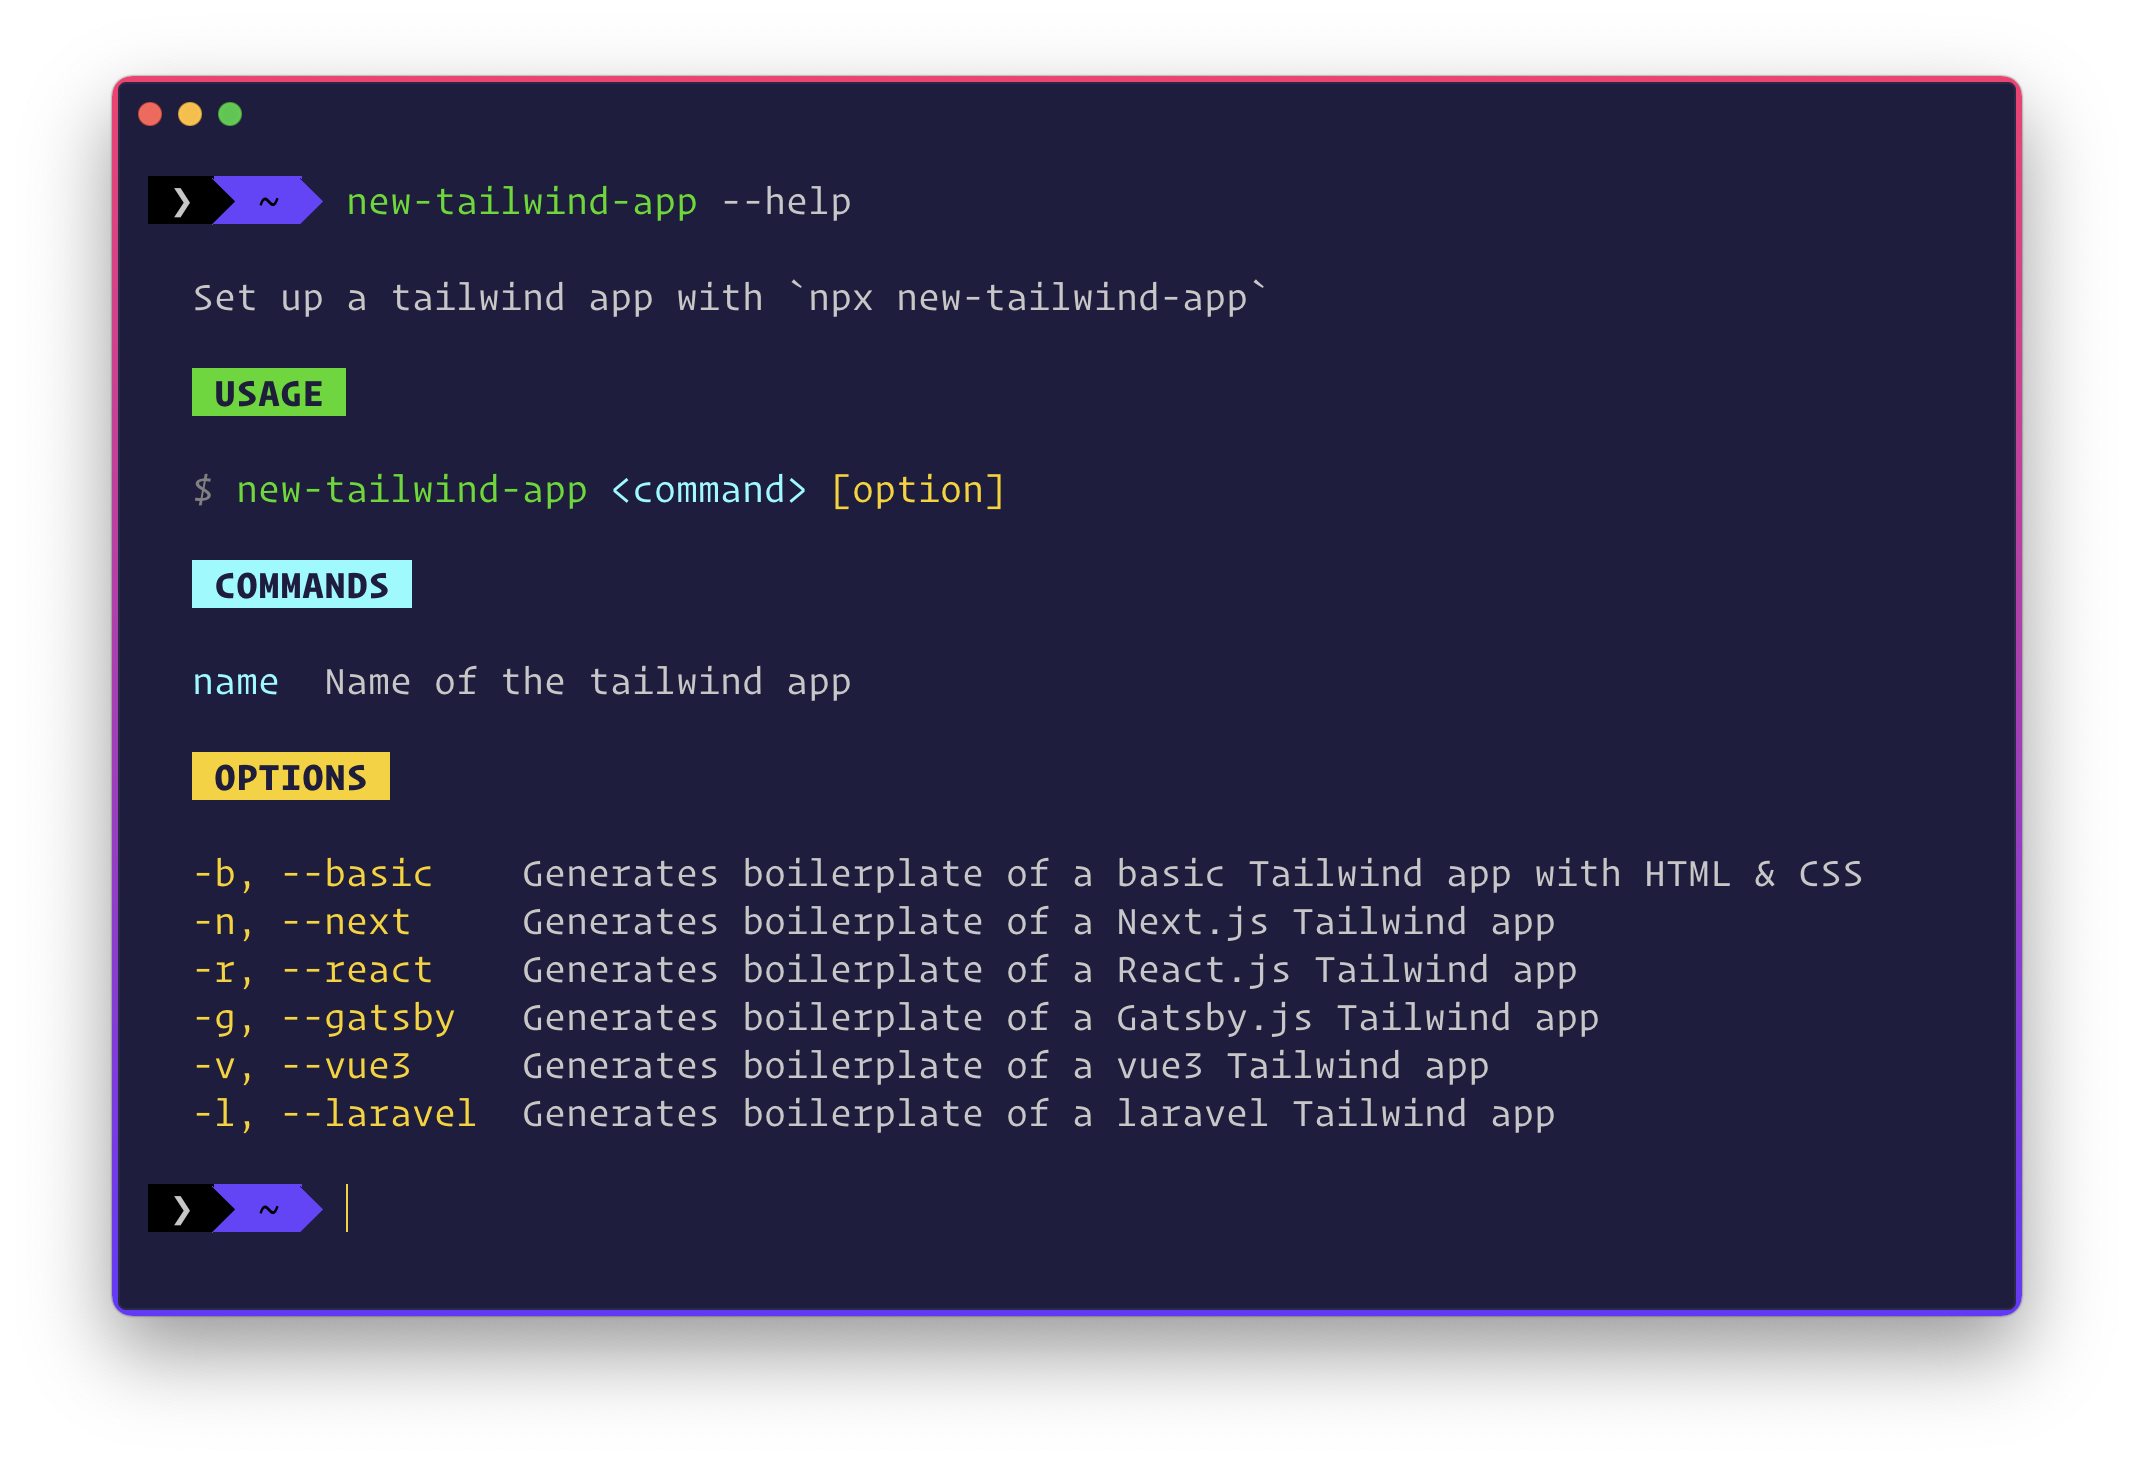 ❯ ~ new-tailwind-app --help
Set up a tailwind app with `npx new-tailwind-app`
USAGE
$ new-tailwind-app <command> [option]
COMMANDS
name  Name of the tailwind app
OPTIONS
-b, --basic    Generates boilerplate of a basic Tailwind app with HTML & CSS
-n, --next     Generates boilerplate of a Next.js Tailwind app
-r, --react    Generates boilerplate of a React.js Tailwind app
-g, --gatsby   Generates boilerplate of a Gatsby.js Tailwind app
-v, --vue3     Generates boilerplate of a vue3 Tailwind app
-l, --laravel  Generates boilerplate of a laravel Tailwind app
❯ ~